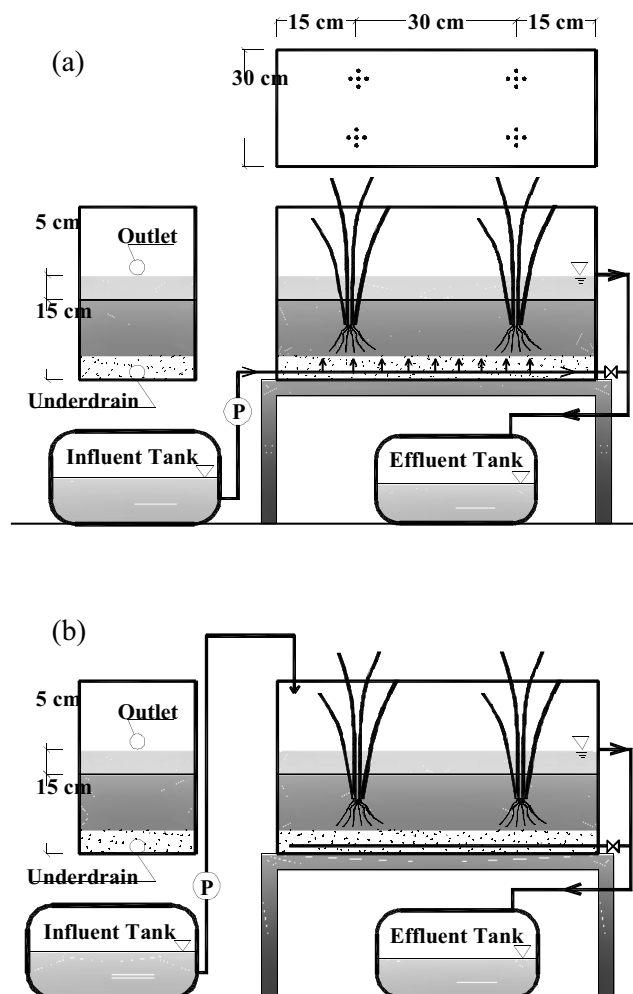 15 cm 30 cm 15 cm
(a)
30 cm
5 cm
Outlet
15 cm
Underdrain
P
Influent Tank
Effluent Tank
(b)
5 cm
Outlet
15 cm
Underdrain
P
Influent Tank
Effluent Tank